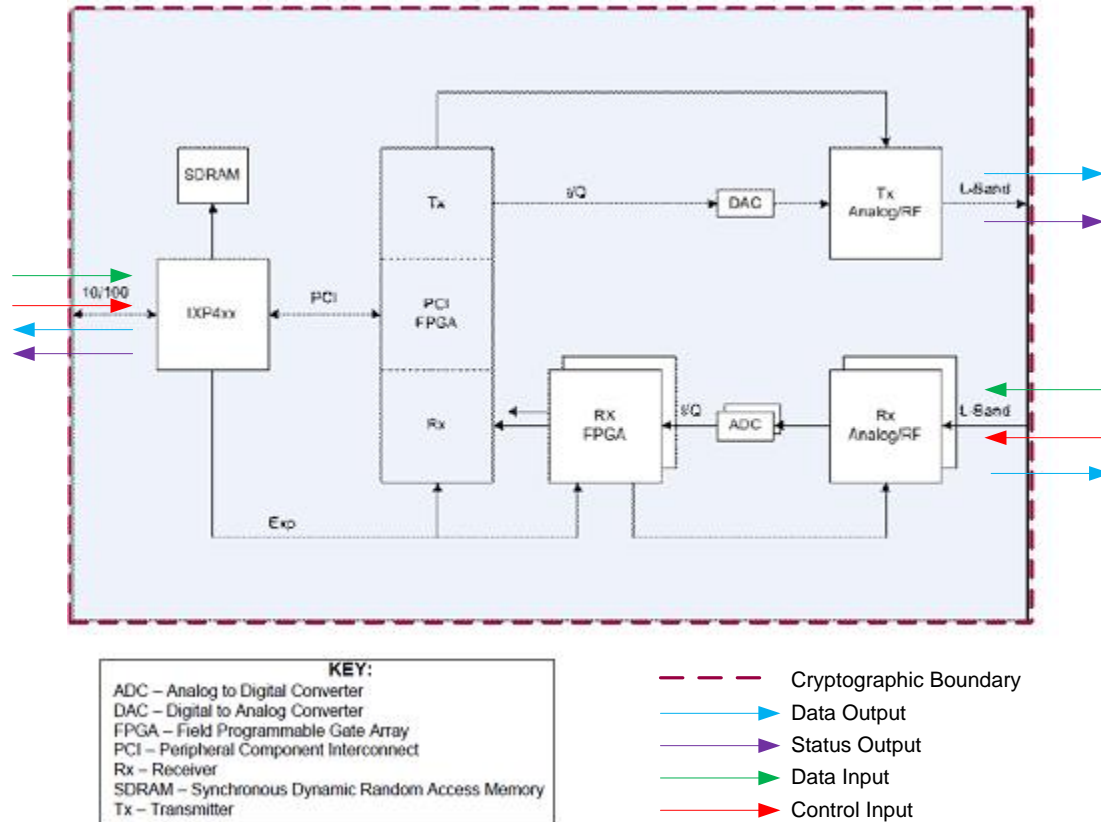 SDRAM
Tx
I/Q
DAC
Tx
Analog/RF
L-Band
10/100
IXP4xx
PCI
PCI
FPGA
Rx
RX
FPGA
I/Q
ADC
Rx
Analog/RF
L-Band
Exp
KEY:
ADC – Analog to Digital Converter
DAC – Digital to Analog Converter
FPGA – Field Programmable Gate Array
PCI – Peripheral Component Interconnect
Rx – Receiver
SDRAM – Synchronous Dynamic Random Access Memory
Tx – Transmitter
Cryptographic Boundary
Data Output
Status Output
Data Input
Control Input